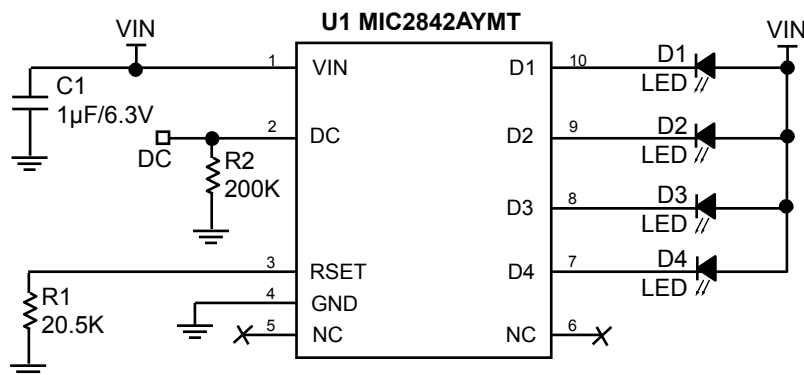 U1 MIC2842AYMT
VIN
VIN
C1
1µF/6.3V
1
VIN
D1
10
D1
LED
DC
2
DC
R2
200K
D2
9
D2
LED
D3
8
D3
LED
R1
20.5K
3
RSET
D4
7
D4
LED
4
GND
5
NC
NC
6